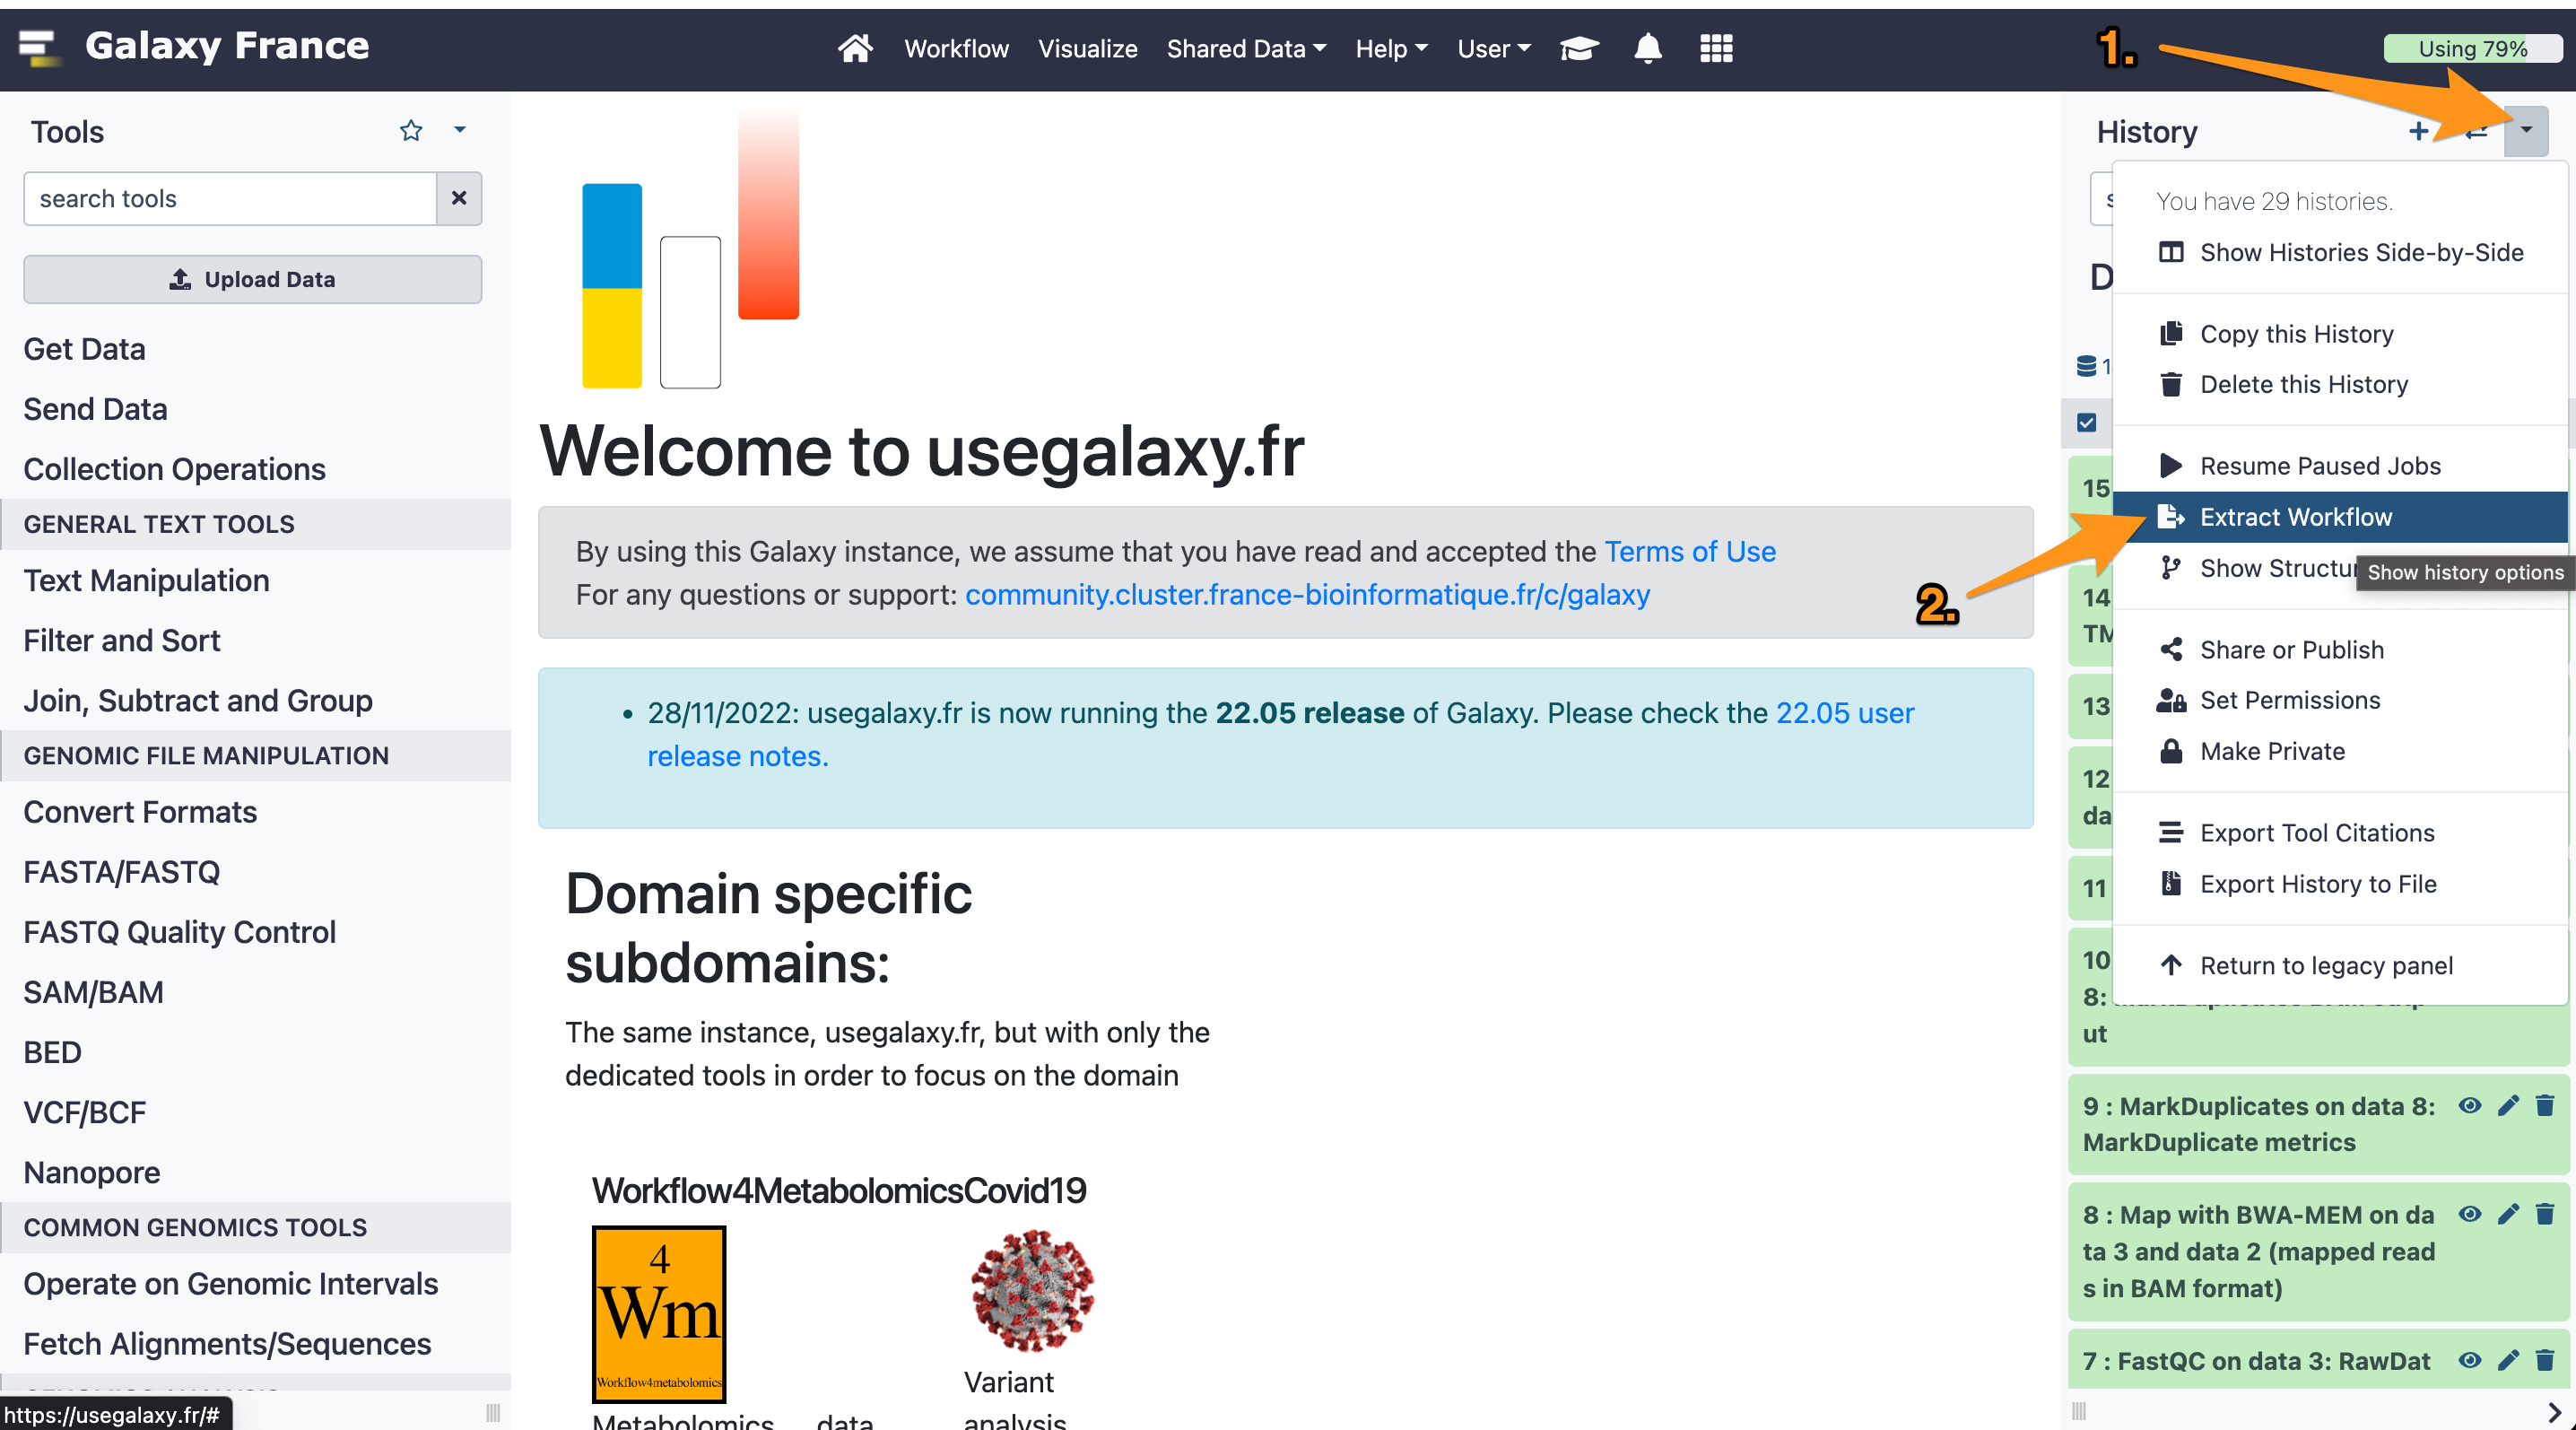 Galaxy France
Workflow
Visualize
Shared Data
Help
User
1.
Using 79%
Tools
search tools
Upload Data
Get Data
Send Data
Collection Operations
GENERAL TEXT TOOLS
Text Manipulation
Filter and Sort
Join, Subtract and Group
GENOMIC FILE MANIPULATION
Convert Formats
FASTA/FASTQ
FASTQ Quality Control
SAM/BAM
BED
VCF/BCF
Nanopore
COMMON GENOMICS TOOLS
Operate on Genomic Intervals
Fetch Alignments/Sequences
https://usegalaxy.fr/#
Welcome to usegalaxy.fr
By using this Galaxy instance, we assume that you have read and accepted the Terms of Use
For any questions or support: community.cluster.france-bioinformatique.fr/c/galaxy
2.
• 28/11/2022: usegalaxy.fr is now running the 22.05 release of Galaxy. Please check the 22.05 user
release notes.
Domain specific
subdomains:
The same instance, usegalaxy.fr, but with only the
dedicated tools in order to focus on the domain
Workflow4MetabolomicsCovid19
4
Wm
Workflow4metabolomics
Metabolomics data
Variant
analysis
History
You have 29 histories.
Show Histories Side-by-Side
Copy this History
Delete this History
Resume Paused Jobs
Extract Workflow
Show Structur
Show history options
Share or Publish
Set Permissions
Make Private
Export Tool Citations
Export History to File
Return to legacy panel
D
1
15
14
TM
13
12
da
11
10
8:
ut
9 : MarkDuplicates on data 8:
MarkDuplicate metrics
8 : Map with BWA-MEM on da
ta 3 and data 2 (mapped read
s in BAM format)
7 : FastQC on data 3: RawDat